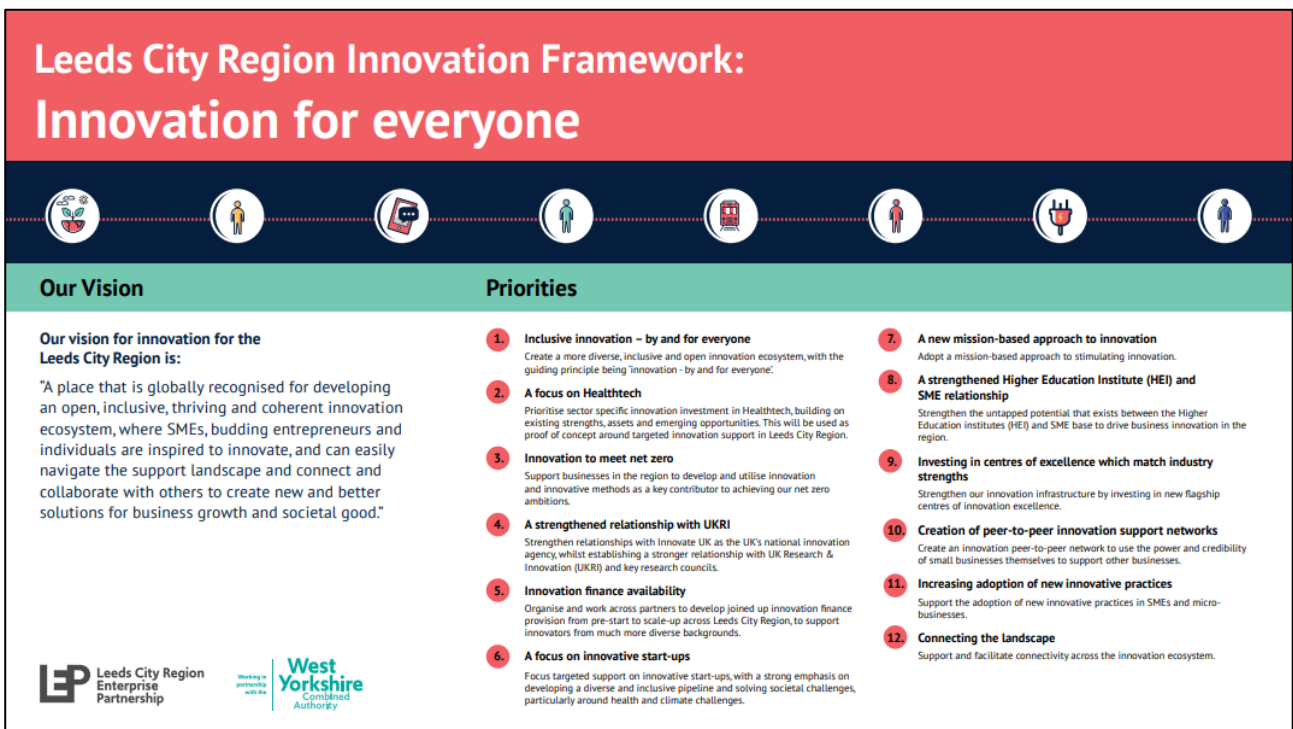 Leeds City Region Innovation Framework:
Innovation for everyone
Our Vision
Our vision for innovation for the
Leeds City Region is:
“A place that is globally recognised for developing
an open, inclusive, thriving and coherent innovation
ecosystem, where SMEs, budding entrepreneurs and
individuals are inspired to innovate, and can easily
navigate the support landscape and connect and
collaborate with others to create new and better
solutions for business growth and societal good.”
Priorities
1. Inclusive innovation – by and for everyone
Create a more diverse, inclusive and open innovation ecosystem, with the
guiding principle being ‘innovation - by and for everyone’.
2. A focus on Healthtech
Prioritise sector specific innovation investment in Healthtech, building on
existing strengths, assets and emerging opportunities. This will be used as
proof of concept around targeted innovation support in Leeds City Region.
3. Innovation to meet net zero
Support businesses in the region to develop and utilise innovation
and innovative methods as a key contributor to achieving our net zero
ambitions.
4. A strengthened relationship with UKRI
Strengthen relationships with Innovate UK as the UK’s national innovation
agency, whilst establishing a stronger relationship with UK Research &
Innovation (UKRI) and key research councils.
5. Innovation finance availability
Organise and work across partners to develop joined up innovation finance
provision from pre-start to scale-up across Leeds City Region, to support
innovators from much more diverse backgrounds.
6. A focus on innovative start-ups
Focus targeted support on innovative start-ups, with a strong emphasis on
developing a diverse and inclusive pipeline and solving societal challenges,
particularly around health and climate challenges.
7. A new mission-based approach to innovation
Adopt a mission-based approach to stimulating innovation.
8. A strengthened Higher Education Institute (HEI) and
SME relationship
Strengthen the untapped potential that exists between the Higher
Education institutes (HEI) and SME base to drive business innovation in the
region.
9. Investing in centres of excellence which match industry
strengths
Strengthen our innovation infrastructure by investing in new flagship
centres of innovation excellence.
10. Creation of peer-to-peer innovation support networks
Create an innovation peer-to-peer network to use the power and credibility
of small businesses themselves to support other businesses.
11. Increasing adoption of new innovative practices
Support the adoption of new innovative practices in SMEs and micro-
businesses.
12. Connecting the landscape
Support and facilitate connectivity across the innovation ecosystem.
LEP
Leeds City Region
Enterprise
Partnership
Working in
partnership
with the
West
Yorkshire
Combined
Authority